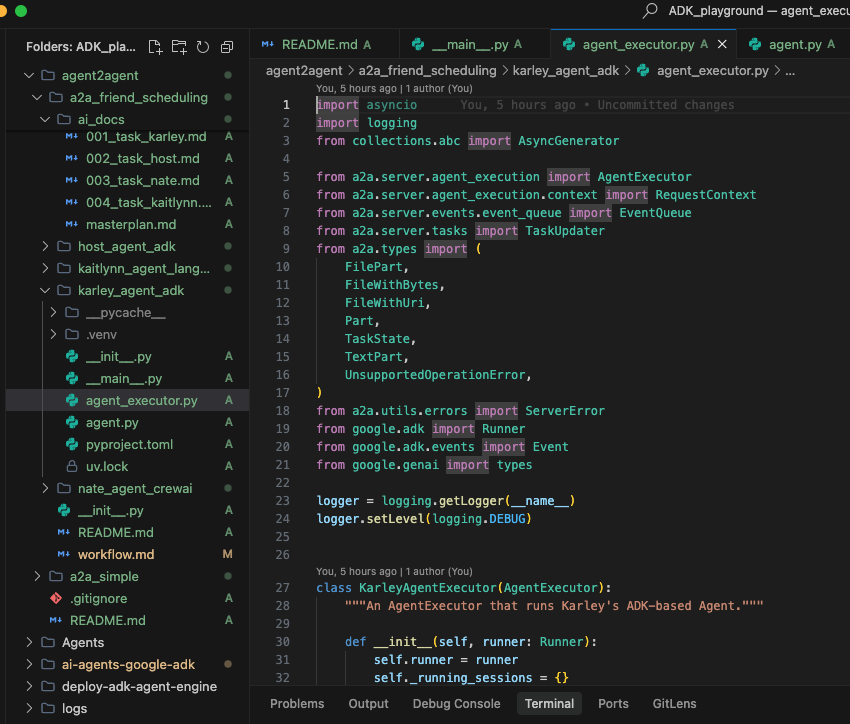 ADK_playground — agent_execu
Folders: ADK_pla...
README.md A
__main__.py A
agent_executor.py A
agent.py A
agent2agent > a2a_friend_scheduling > karley_agent_adk > agent_executor.py > ...
agent2agent
a2a_friend_scheduling
ai_docs
001_task_karley.md A
002_task_host.md A
003_task_nate.md A
004_task_kaitlynn.... A
masterplan.md A
host_agent_adk
kaitlynn_agent_lang...
karley_agent_adk
__pycache__
.venv
__init__.py A
__main__.py A
agent_executor.py A
agent.py A
pyproject.toml A
uv.lock A
nate_agent_crewai
__init__.py A
README.md A
workflow.md M
a2a_simple
.gitignore A
README.md A
Agents
ai-agents-google-adk
deploy-adk-agent-engine
logs
You, 5 hours ago | 1 author (You)
1 import asyncio You, 5 hours ago • Uncommitted changes
2 import logging
3 from collections.abc import AsyncGenerator
4
5 from a2a.server.agent_execution import AgentExecutor
6 from a2a.server.agent_execution.context import RequestContext
7 from a2a.server.events.event_queue import EventQueue
8 from a2a.server.tasks import TaskUpdater
9 from a2a.types import (
10 FilePart,
11 FileWithBytes,
12 FileWithUri,
13 Part,
14 TaskState,
15 TextPart,
16 UnsupportedOperationError,
17 )
18 from a2a.utils.errors import ServerError
19 from google.adk import Runner
20 from google.adk.events import Event
21 from google.genai import types
22
23 logger = logging.getLogger(__name__)
24 logger.setLevel(logging.DEBUG)
25
26
You, 5 hours ago | 1 author (You)
27 class KarleyAgentExecutor(AgentExecutor):
28 """An AgentExecutor that runs Karley's ADK-based Agent."""
29
30 def __init__(self, runner: Runner):
31 self.runner = runner
32 self._running_sessions = {}
Problems Output Debug Console Terminal Ports GitLens